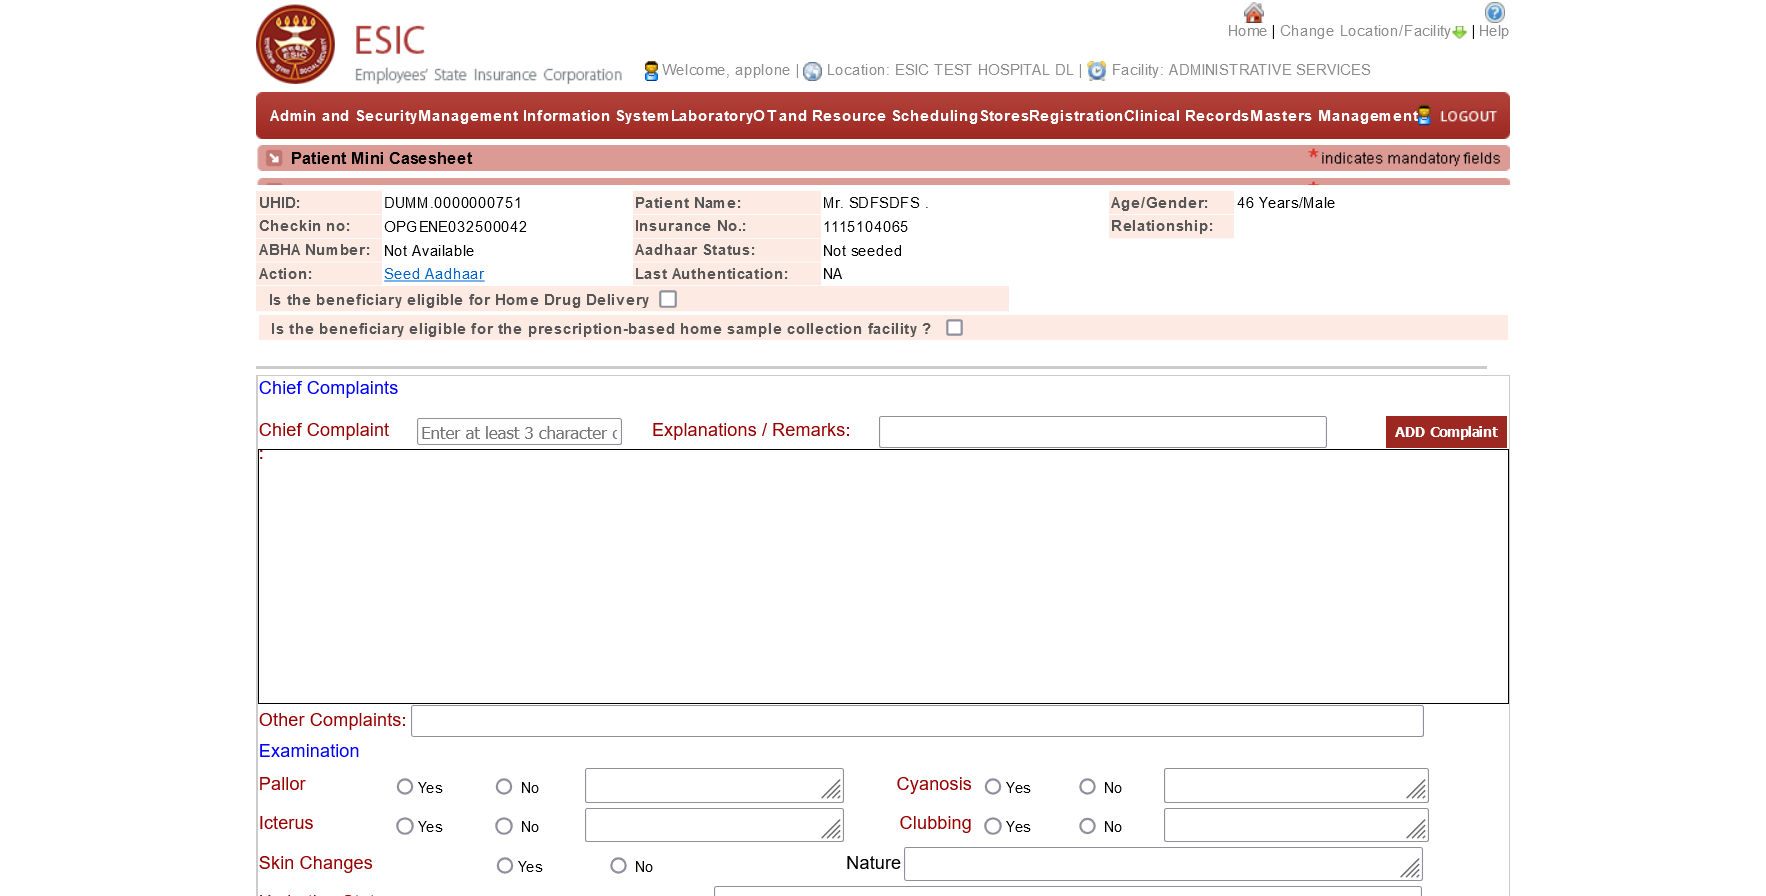 Home | Change Location/Facility | Help
ESIC
Employees' State Insurance Corporation
Welcome, applone | Location: ESIC TEST HOSPITAL DL | Facility: ADMINISTRATIVE SERVICES
Admin and Security Management Information System Laboratory OT and Resource Scheduling Stores Registration Clinical Records Masters Management LOGOUT
Patient Mini Casesheet * indicates mandatory fields
UHID: DUMM.0000000751 Patient Name: Mr. SDFSDFS . Age/Gender: 46 Years/Male
Checkin no: OPGENE032500042 Insurance No.: 1115104065 Relationship:
ABHA Number: Not Available Aadhaar Status: Not seeded
Action: Seed Aadhaar Last Authentication: NA
Is the beneficiary eligible for Home Drug Delivery
Is the beneficiary eligible for the prescription-based home sample collection facility ?
Chief Complaints
Chief Complaint : Enter at least 3 character Explanations / Remarks: ADD Complaint
Other Complaints:
Examination
Pallor Yes No Cyanosis Yes No
Icterus Yes No Clubbing Yes No
Skin Changes Yes No Nature